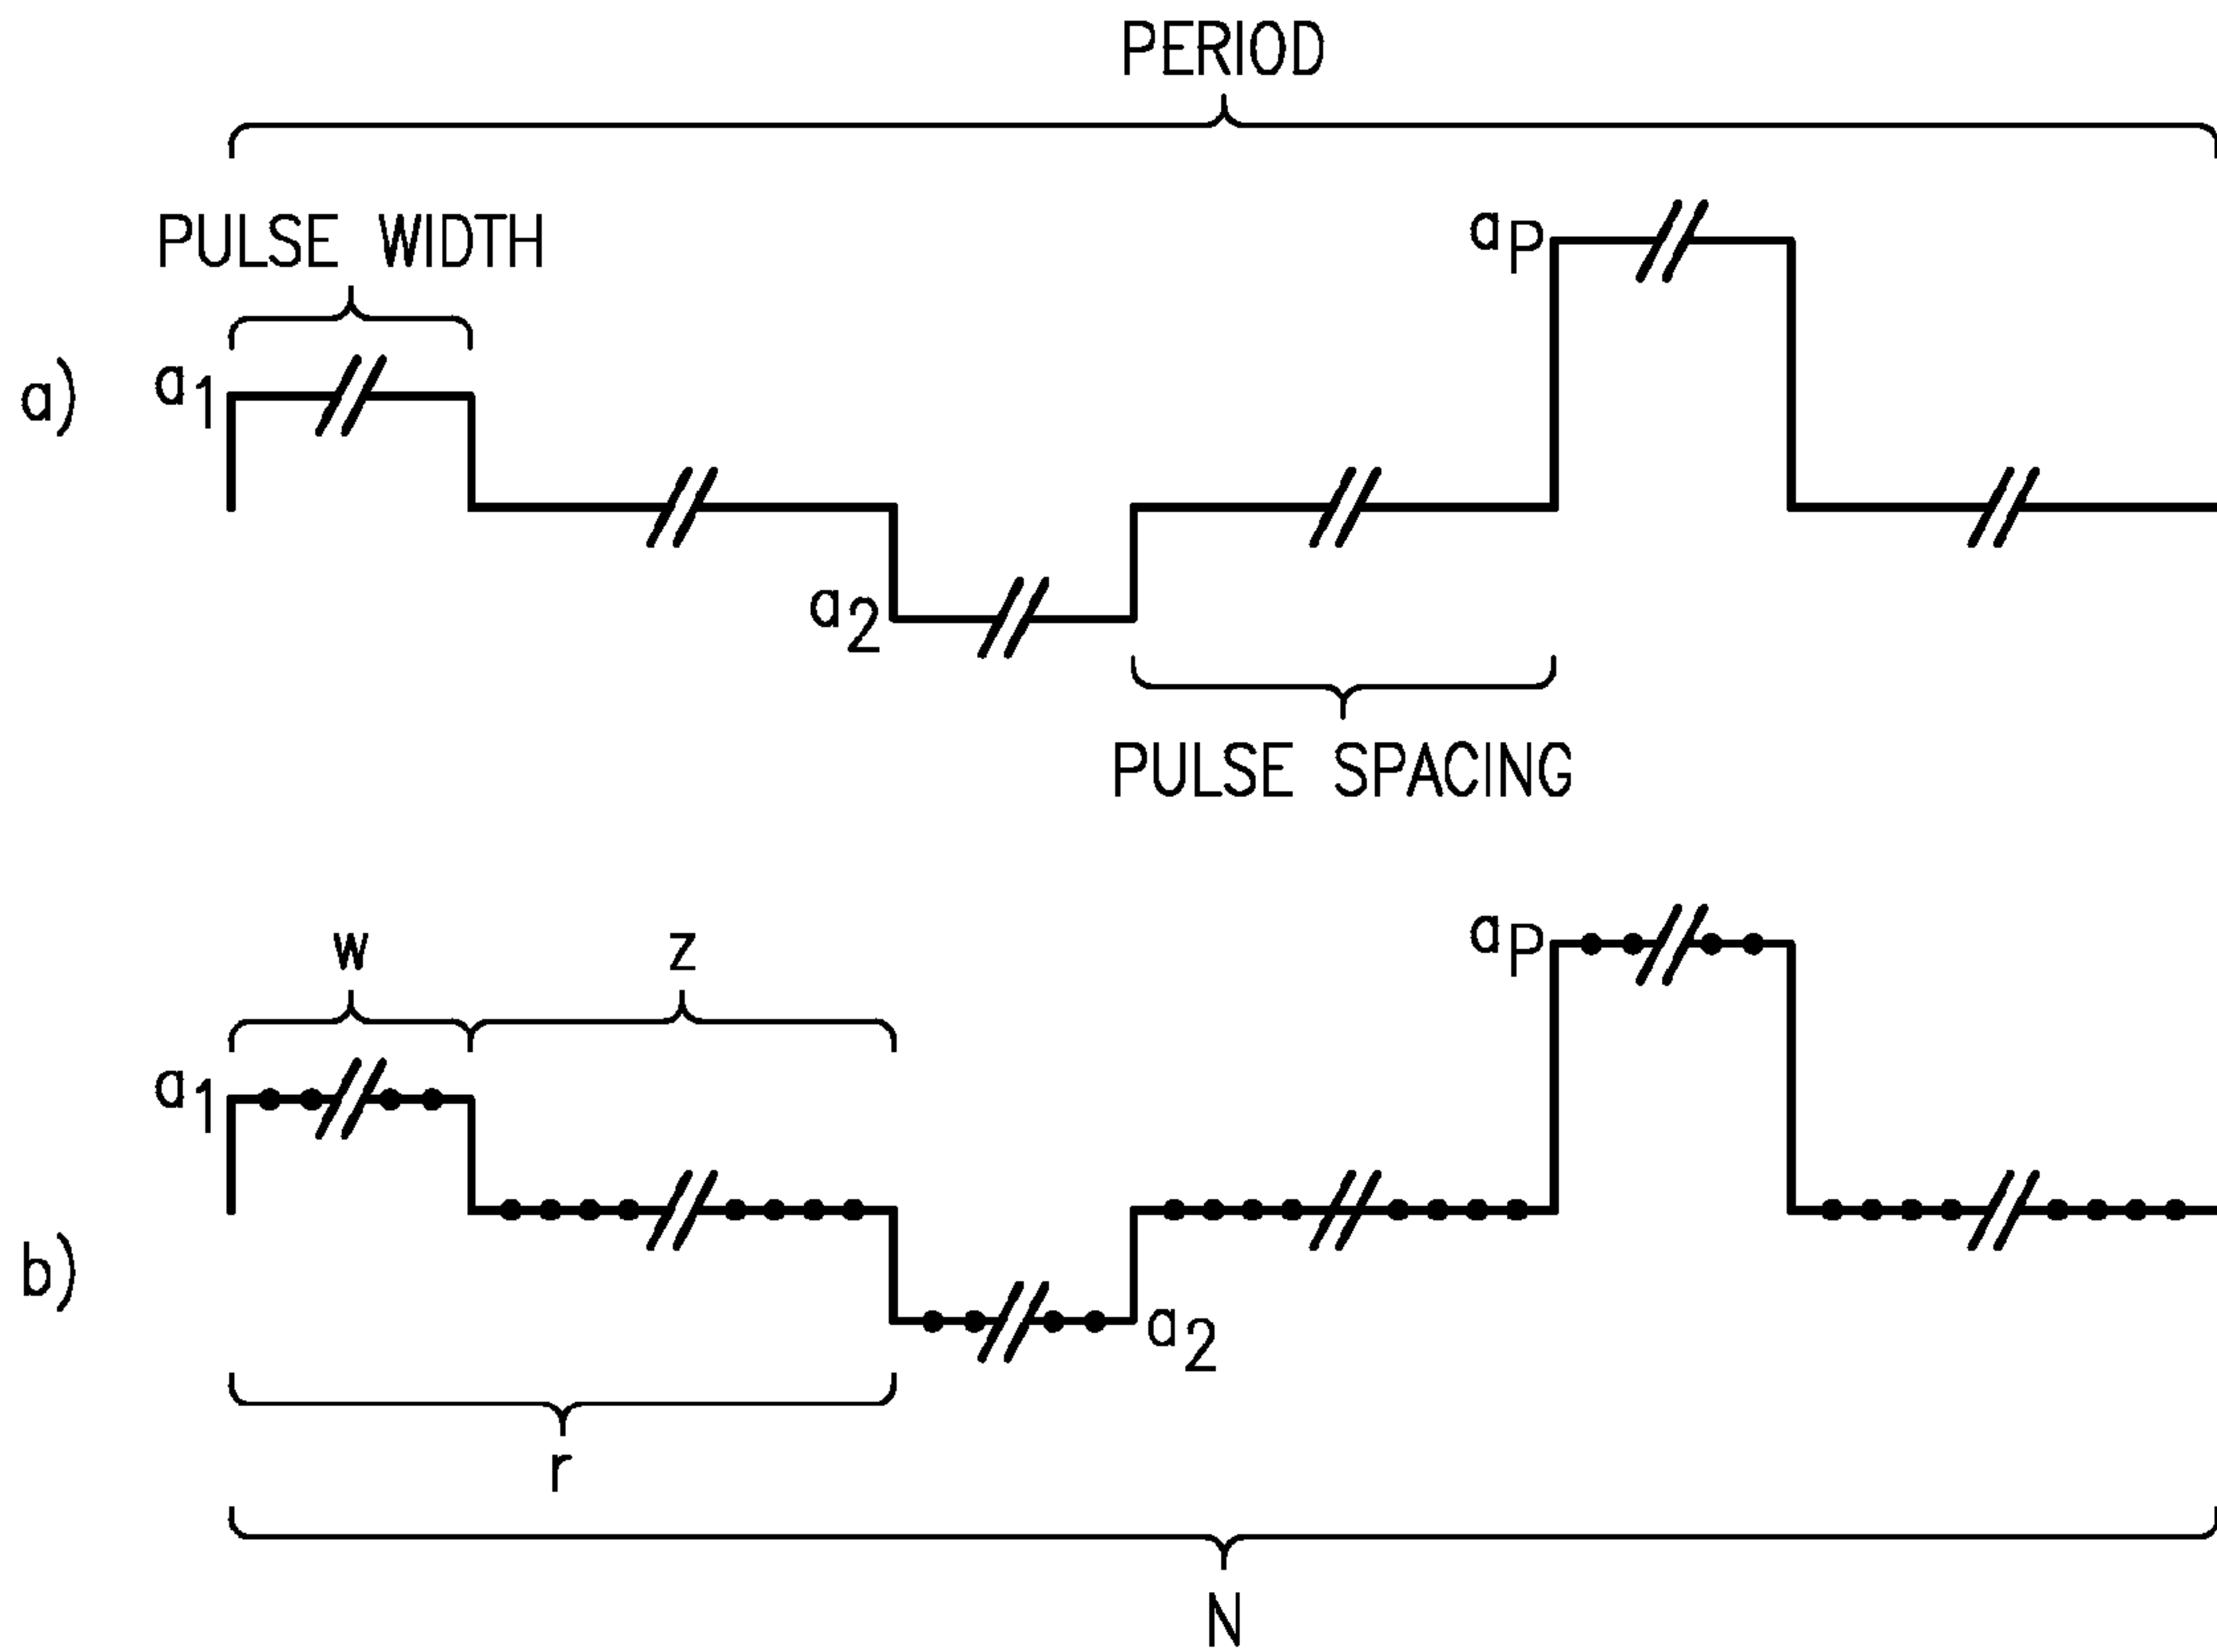 PERIOD
PULSE WIDTH
a)
a1
a2
aP
PULSE SPACING
w
z
aP
a1
b)
a2
r
N